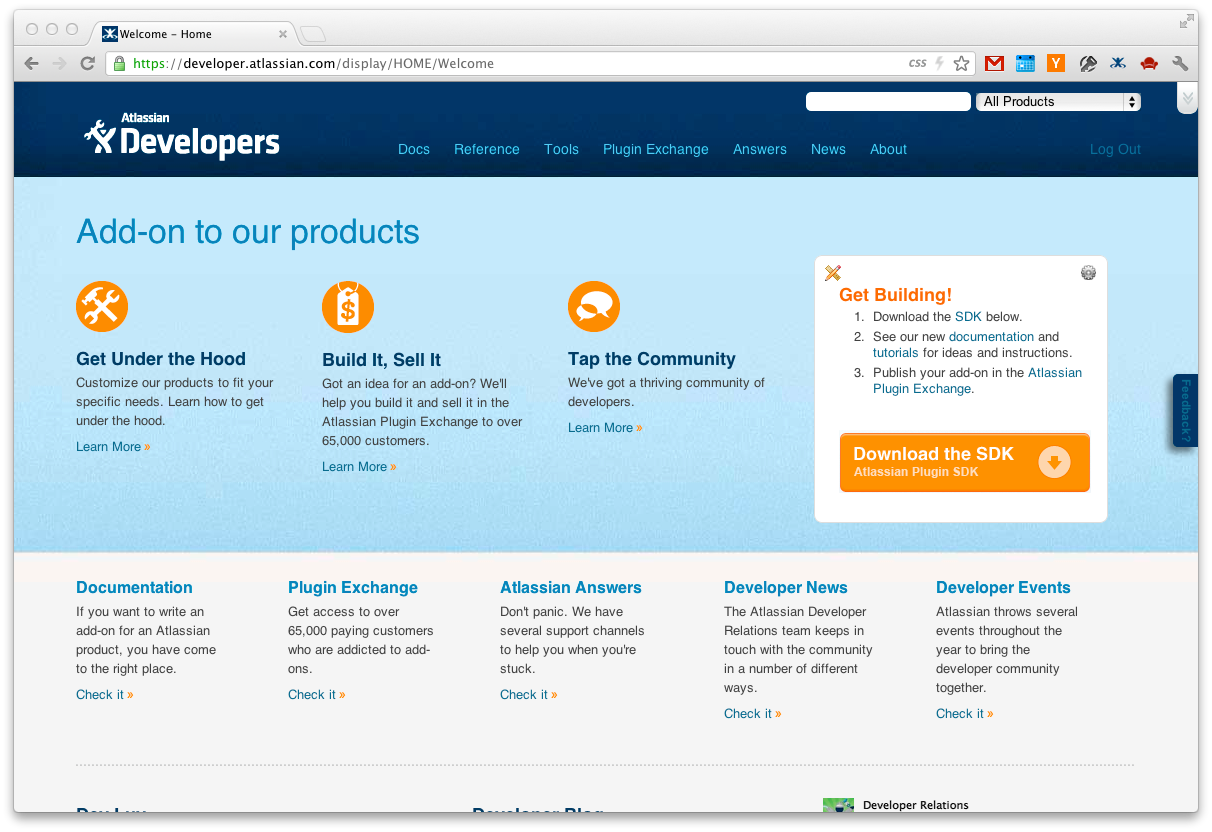 Welcome – Home
https://developer.atlassian.com/display/HOME/Welcome
CSS
Y
All Products
Atlassian
Developers
Docs Reference Tools Plugin Exchange Answers News About Log Out
Add-on to our products
Get Under the Hood
Customize our products to fit your
specific needs. Learn how to get
under the hood.
Learn More »
$
Build It, Sell It
Got an idea for an add-on? We'll
help you build it and sell it in the
Atlassian Plugin Exchange to over
65,000 customers.
Learn More »
Tap the Community
We've got a thriving community of
developers.
Learn More »
Get Building!
1. Download the SDK below.
2. See our new documentation and
tutorials for ideas and instructions.
3. Publish your add-on in the Atlassian
Plugin Exchange.
Download the SDK
Atlassian Plugin SDK
Feedback?
Documentation
If you want to write an
add-on for an Atlassian
product, you have come
to the right place.
Check it »
Plugin Exchange
Get access to over
65,000 paying customers
who are addicted to add-
ons.
Check it »
Atlassian Answers
Don't panic. We have
several support channels
to help you when you're
stuck.
Check it »
Developer News
The Atlassian Developer
Relations team keeps in
touch with the community
in a number of different
ways.
Check it »
Developer Events
Atlassian throws several
events throughout the
year to bring the
developer community
together.
Check it »
Developer Blog
Developer Relations